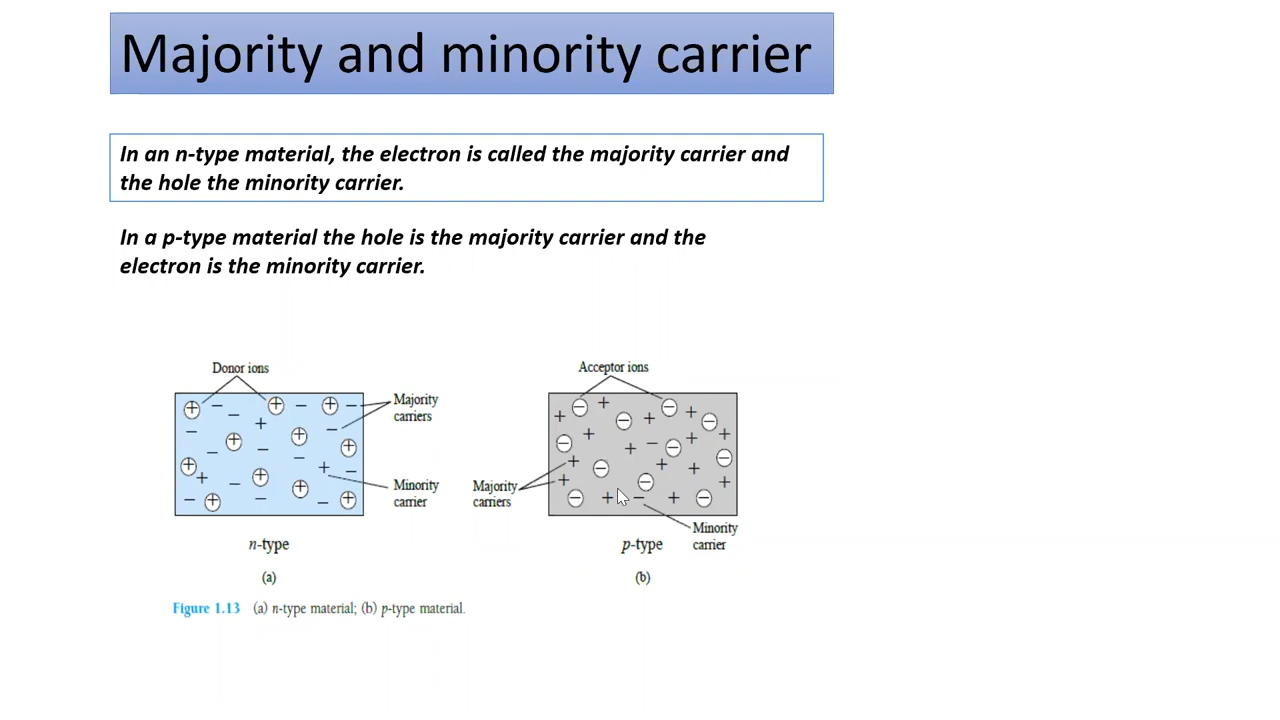 Majority and minority carrier
In an n-type material, the electron is called the majority carrier and
the hole the minority carrier.
In a p-type material the hole is the majority carrier and the
electron is the minority carrier.
Donor ions
Majority
carriers
Minority
carrier
n-type
(a)
Acceptor ions
Majority
carriers
Minority
carrier
p-type
(b)
Figure 1.13 (a) n-type material; (b) p-type material.